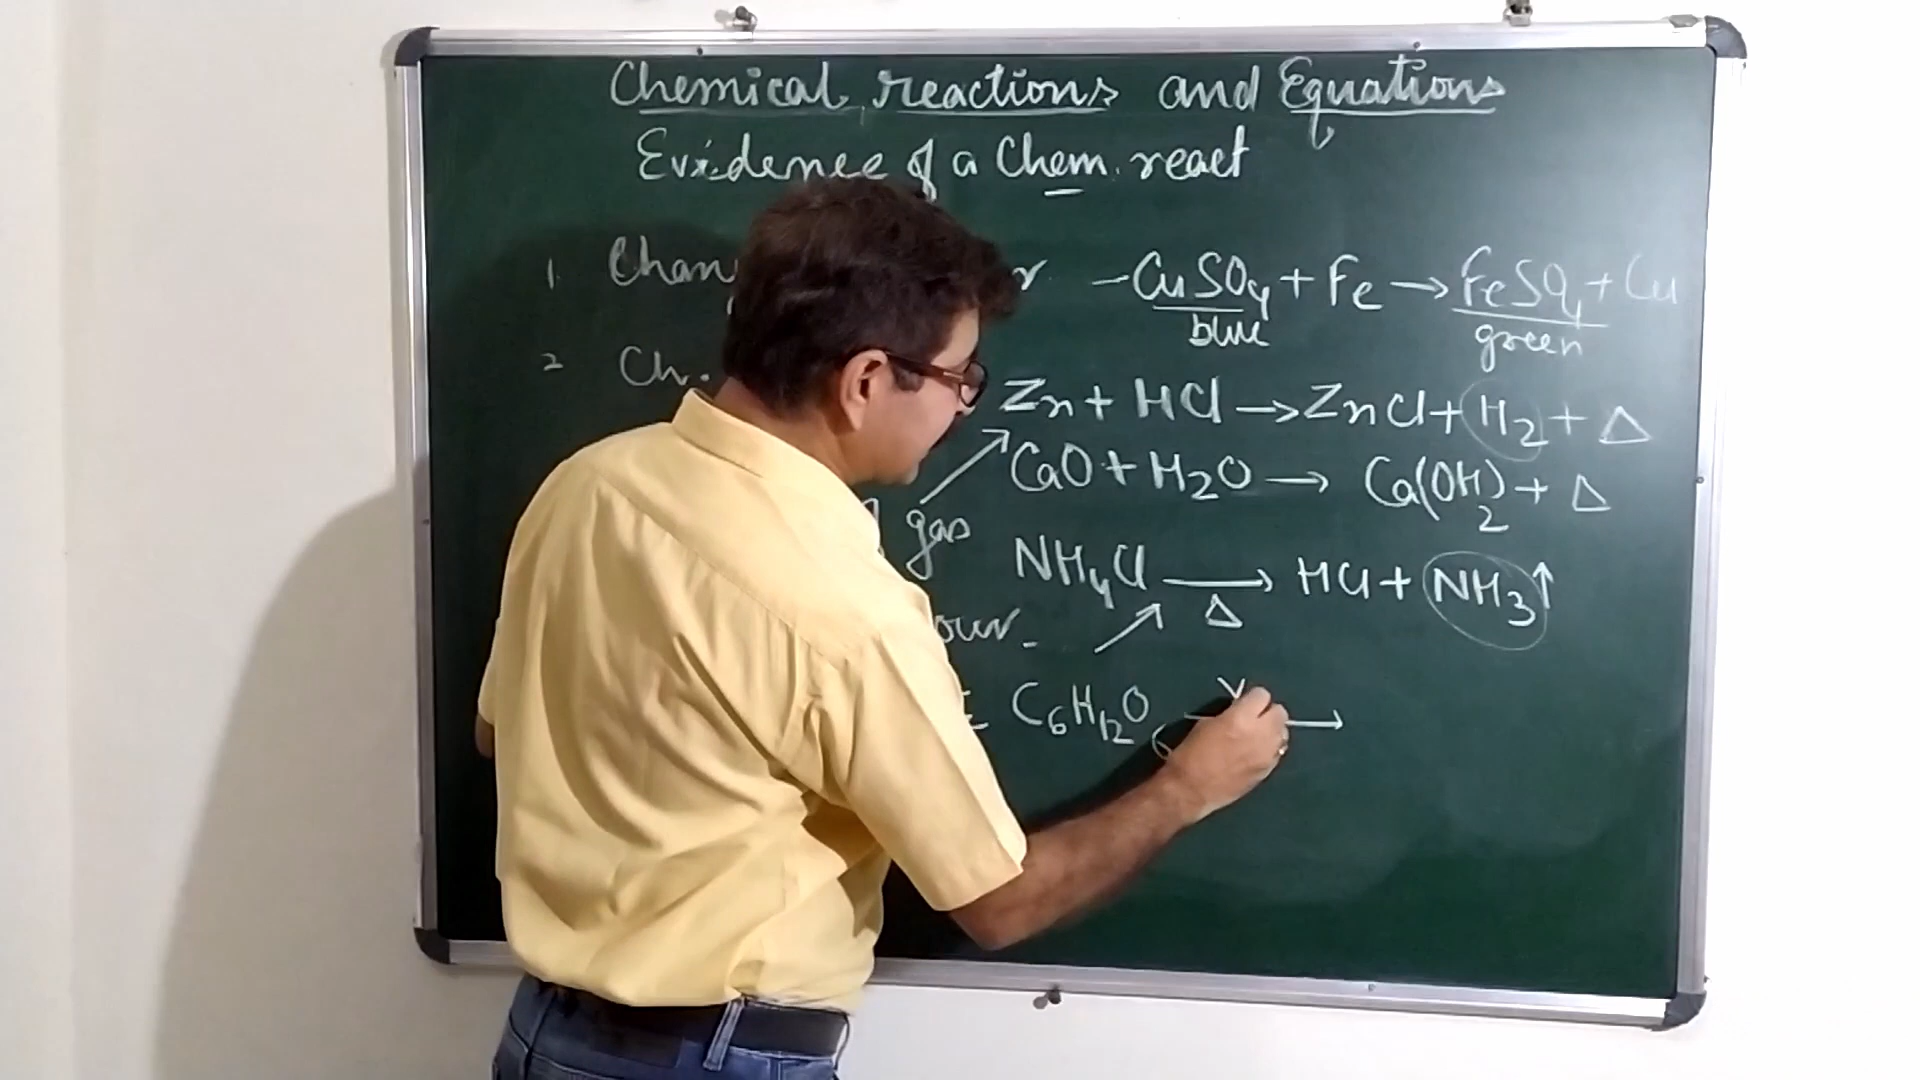 Chemical reactions and Equations
Evidence of a Chem. react
1. Chan
-CuSO4 + Fe → FeSO4 + Cu
blue green
2 Ch.
Zn + HCl → ZnCl + H2 + Δ
CaO + H2O → Ca(OH)2 + Δ
gas
NH4Cl → HCl + NH3 ↑
Δ
our.
C6H12O6 →